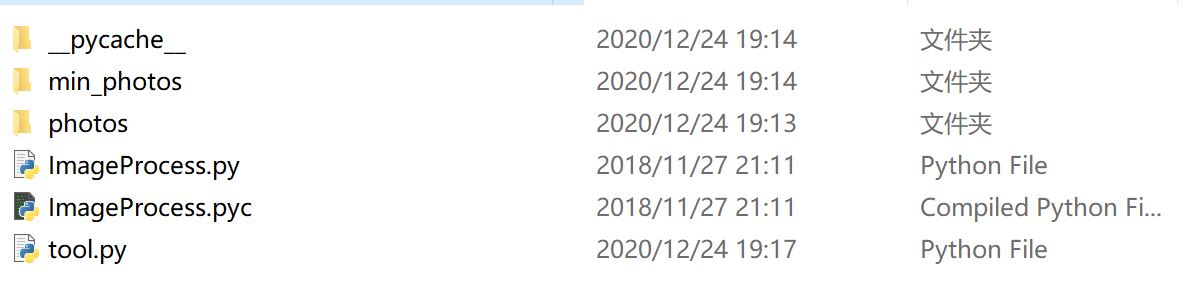 __pycache__ 2020/12/24 19:14 文件夹
min_photos 2020/12/24 19:14 文件夹
photos 2020/12/24 19:13 文件夹
ImageProcess.py 2018/11/27 21:11 Python File
ImageProcess.pyc 2018/11/27 21:11 Compiled Python Fi...
tool.py 2020/12/24 19:17 Python File